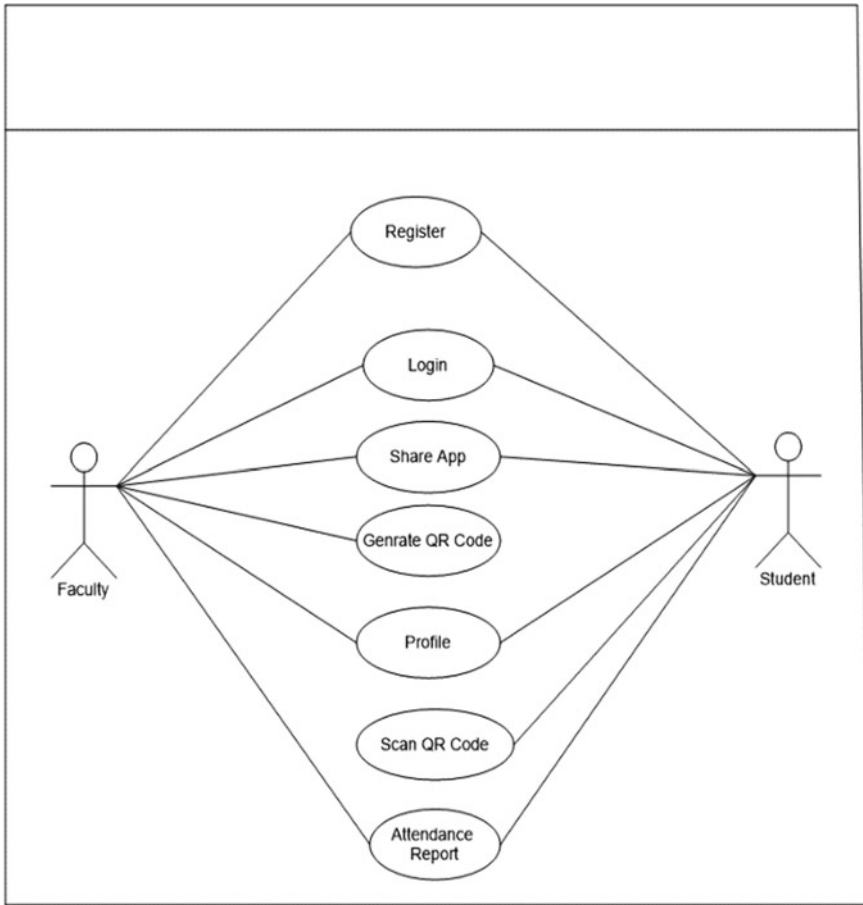 Register
Login
Share App
Genrate QR Code
Faculty
Student
Profile
Scan QR Code
Attendance
Report